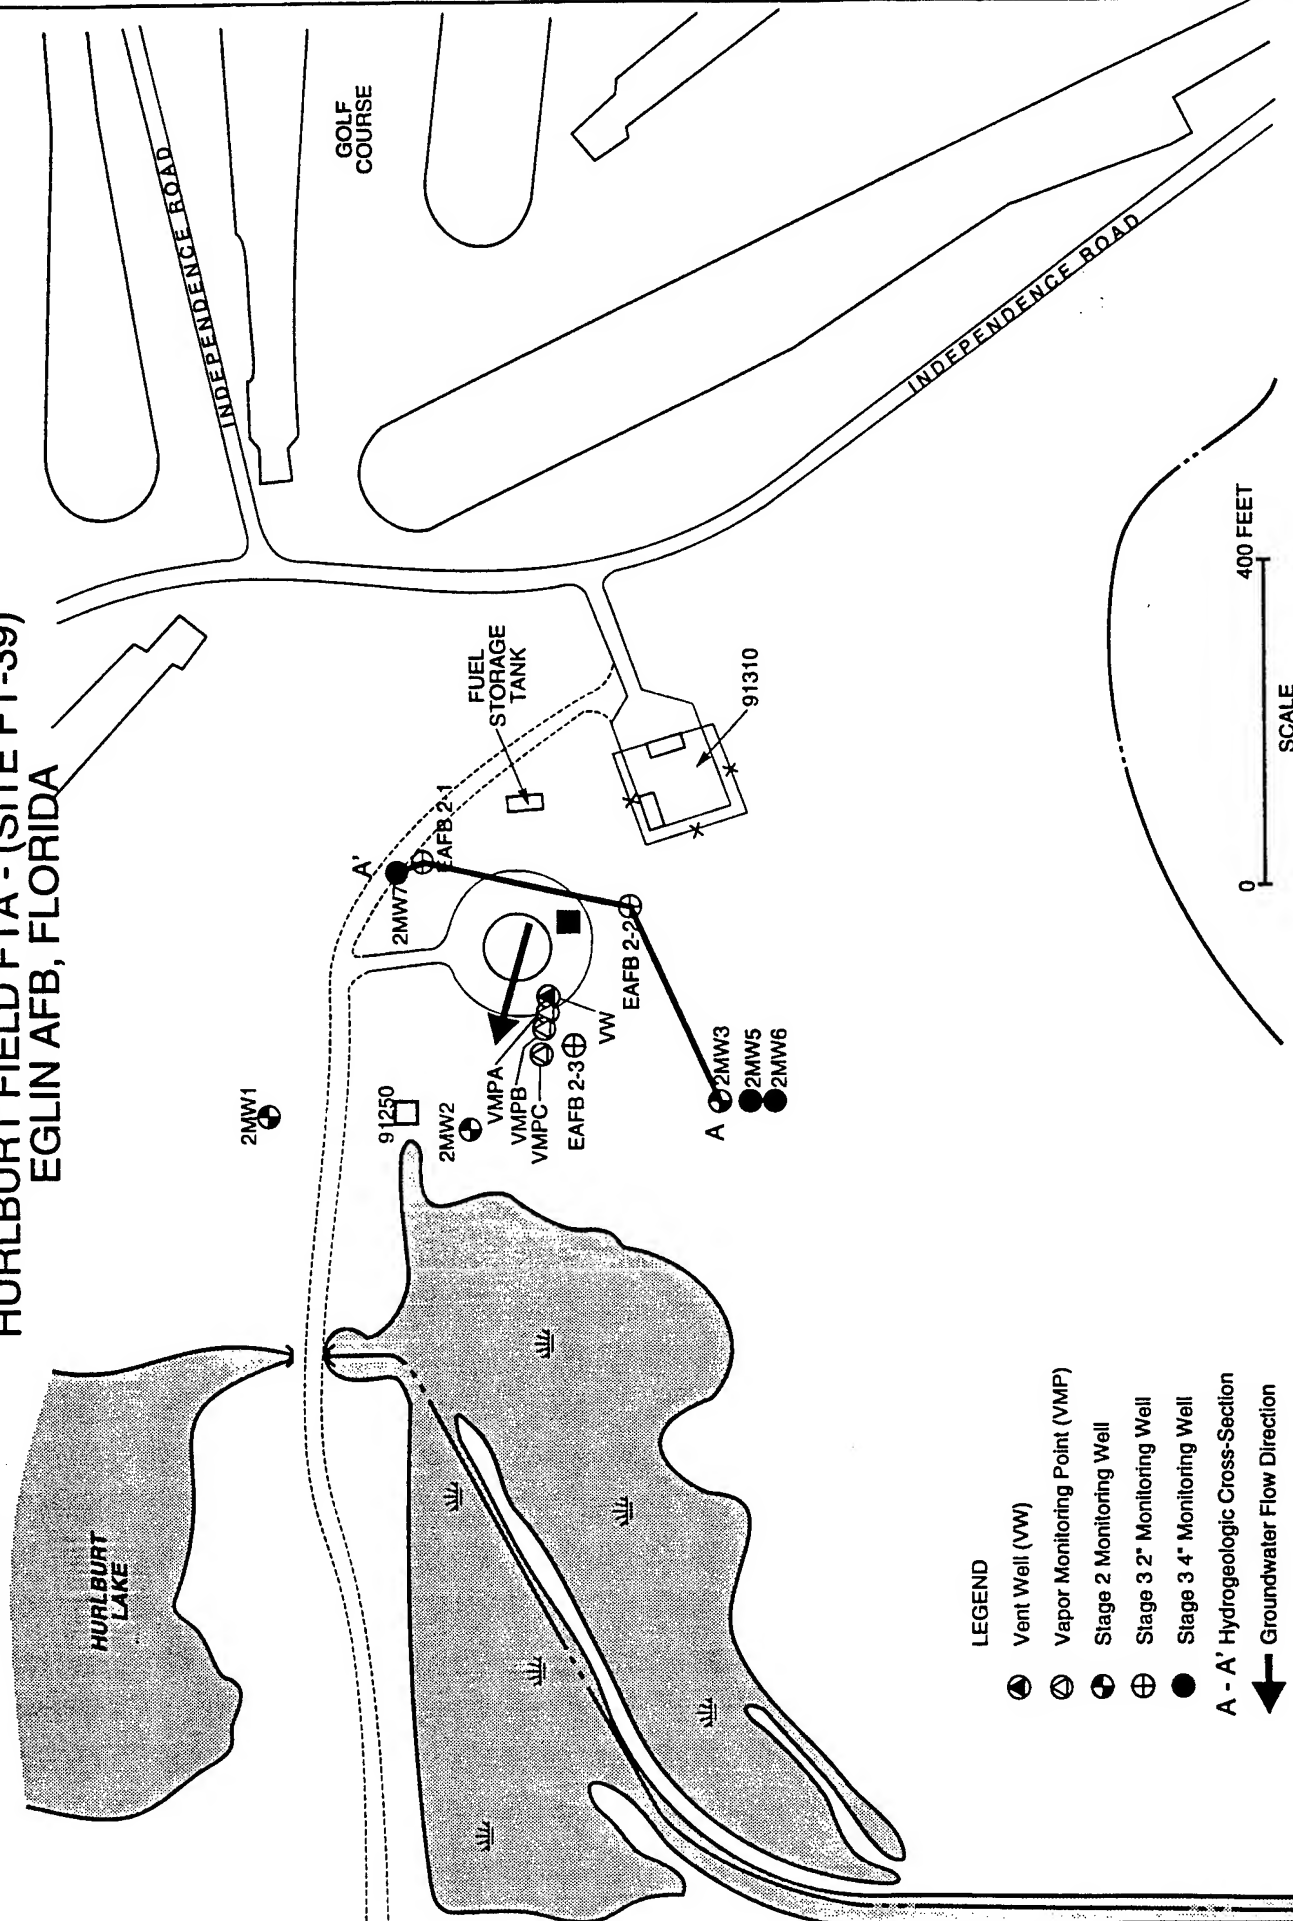 HURLBURT FIELD FTA - (SITE FT-39)
EGLIN AFB, FLORIDA
HURLBURT
LAKE
2MW1
91250
2MW2
VMPA
VMPB
VMPC
EAFB 2-3
VW
A
2MW3
2MW5
2MW6
EAFB 2-2
2MW7
A'
EAFB 2-1
FUEL
STORAGE
TANK
91310
INDEPENDENCE ROAD
GOLF
COURSE
INDEPENDENCE ROAD
LEGEND
Vent Well (VW)
Vapor Monitoring Point (VMP)
Stage 2 Monitoring Well
Stage 3 2" Monitoring Well
Stage 3 4" Monitoring Well
A - A' Hydrogeologic Cross-Section
Groundwater Flow Direction
0
400 FEET
SCALE